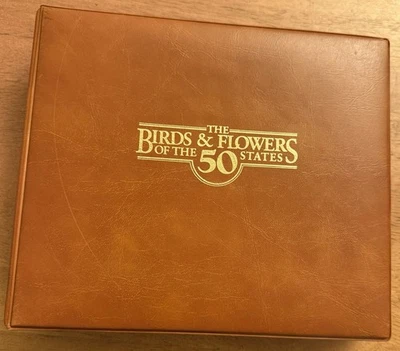 THE
BIRDS & FLOWERS
OF THE 50 STATES